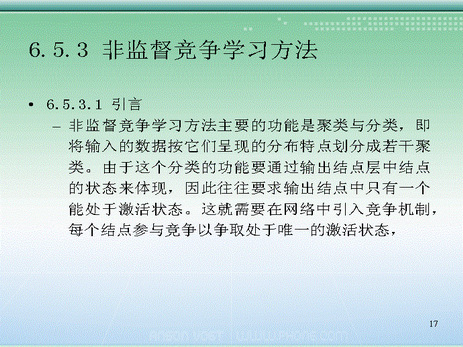 6.5.3 非监督竞争学习方法
• 6.5.3.1 引言
– 非监督竞争学习方法主要的功能是聚类与分类，即
将输入的数据按它们呈现的分布特点划分成若干聚
类。由于这个分类的功能要通过输出结点层中结点
的状态来体现，因此往往要求输出结点中只有一个
能处于激活状态。这就需要在网络中引入竞争机制，
每个结点参与竞争以争取处于唯一的激活状态，
17